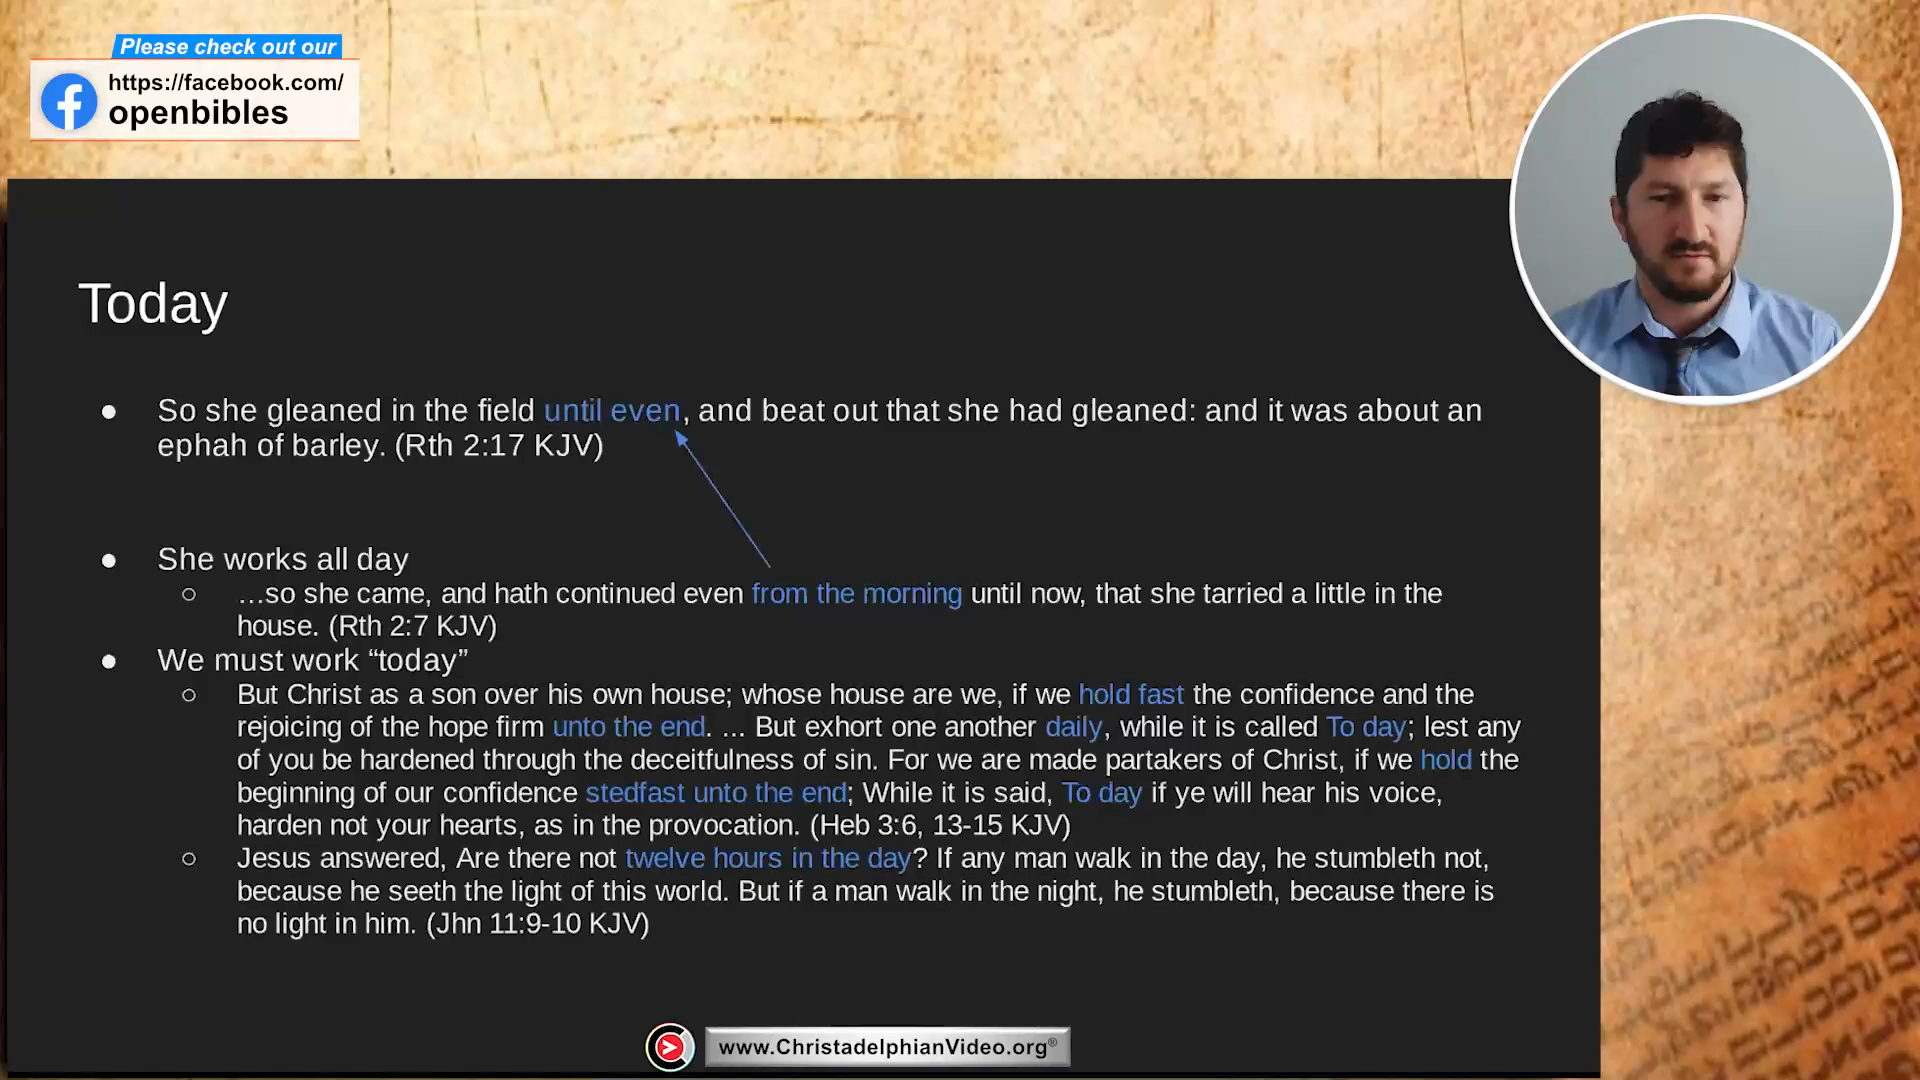 Please check out our
https://facebook.com/
openbibles
Today
● So she gleaned in the field until even, and beat out that she had gleaned: and it was about an
ephah of barley. (Rth 2:17 KJV)
● She works all day
○ …so she came, and hath continued even from the morning until now, that she tarried a little in the
house. (Rth 2:7 KJV)
● We must work “today”
○ But Christ as a son over his own house; whose house are we, if we hold fast the confidence and the
rejoicing of the hope firm unto the end. ... But exhort one another daily, while it is called To day; lest any
of you be hardened through the deceitfulness of sin. For we are made partakers of Christ, if we hold the
beginning of our confidence stedfast unto the end; While it is said, To day if ye will hear his voice,
harden not your hearts, as in the provocation. (Heb 3:6, 13-15 KJV)
○ Jesus answered, Are there not twelve hours in the day? If any man walk in the day, he stumbleth not,
because he seeth the light of this world. But if a man walk in the night, he stumbleth, because there is
no light in him. (Jhn 11:9-10 KJV)
www.ChristadelphianVideo.org®